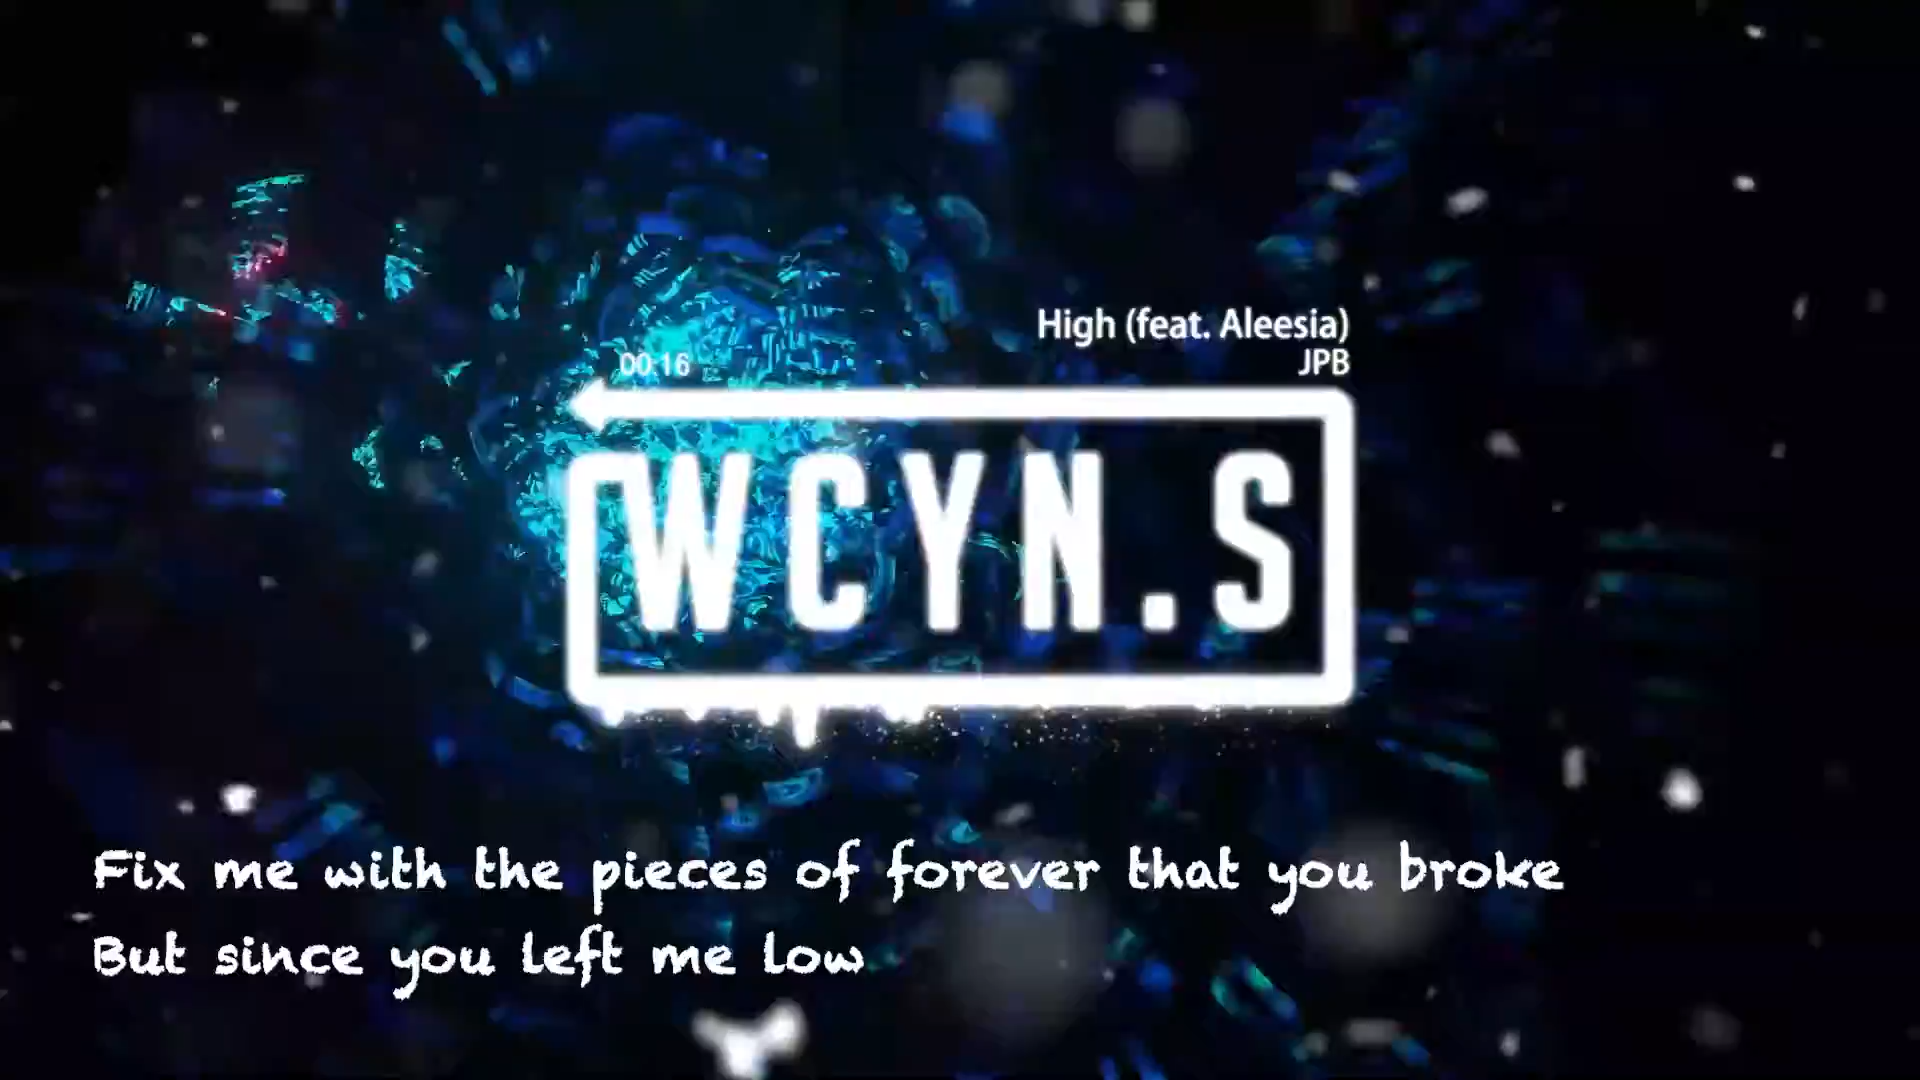 High (feat. Aleesia)
00:16
JPB
WCYN.S
Fix me with the pieces of forever that you broke
But since you left me low